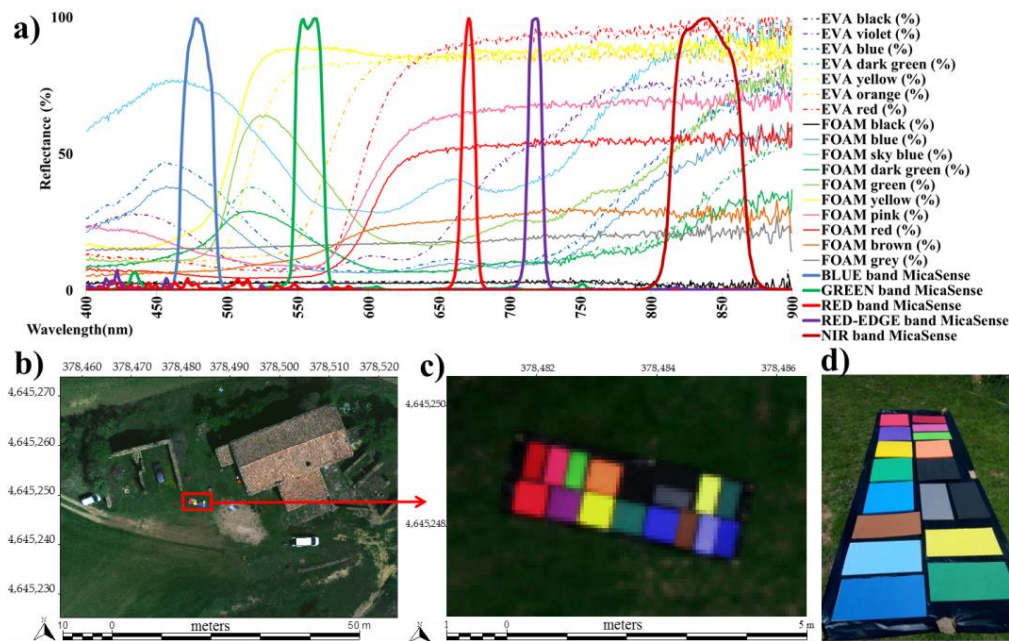 a)
100
50
0
Reflectance (%)
400 450 500 550 600 650 700 750 800 850 900
Wavelength(nm)
EVA black (%)
EVA violet (%)
EVA blue (%)
EVA dark green (%)
EVA yellow (%)
EVA orange (%)
EVA red (%)
FOAM black (%)
FOAM blue (%)
FOAM sky blue (%)
FOAM dark green (%)
FOAM green (%)
FOAM yellow (%)
FOAM pink (%)
FOAM red (%)
FOAM brown (%)
FOAM grey (%)
BLUE band MicaSense
GREEN band MicaSense
RED band MicaSense
RED-EDGE band MicaSense
NIR band MicaSense
b)
378,460 378,470 378,480 378,490 378,500 378,510 378,520
4,645,270
4,645,260
4,645,250
4,645,240
4,645,230
N
10 0 meters 50 m
c)
378,482 378,484 378,486
4,645,250
4,645,248
N
1 0 meters 5 m
d)